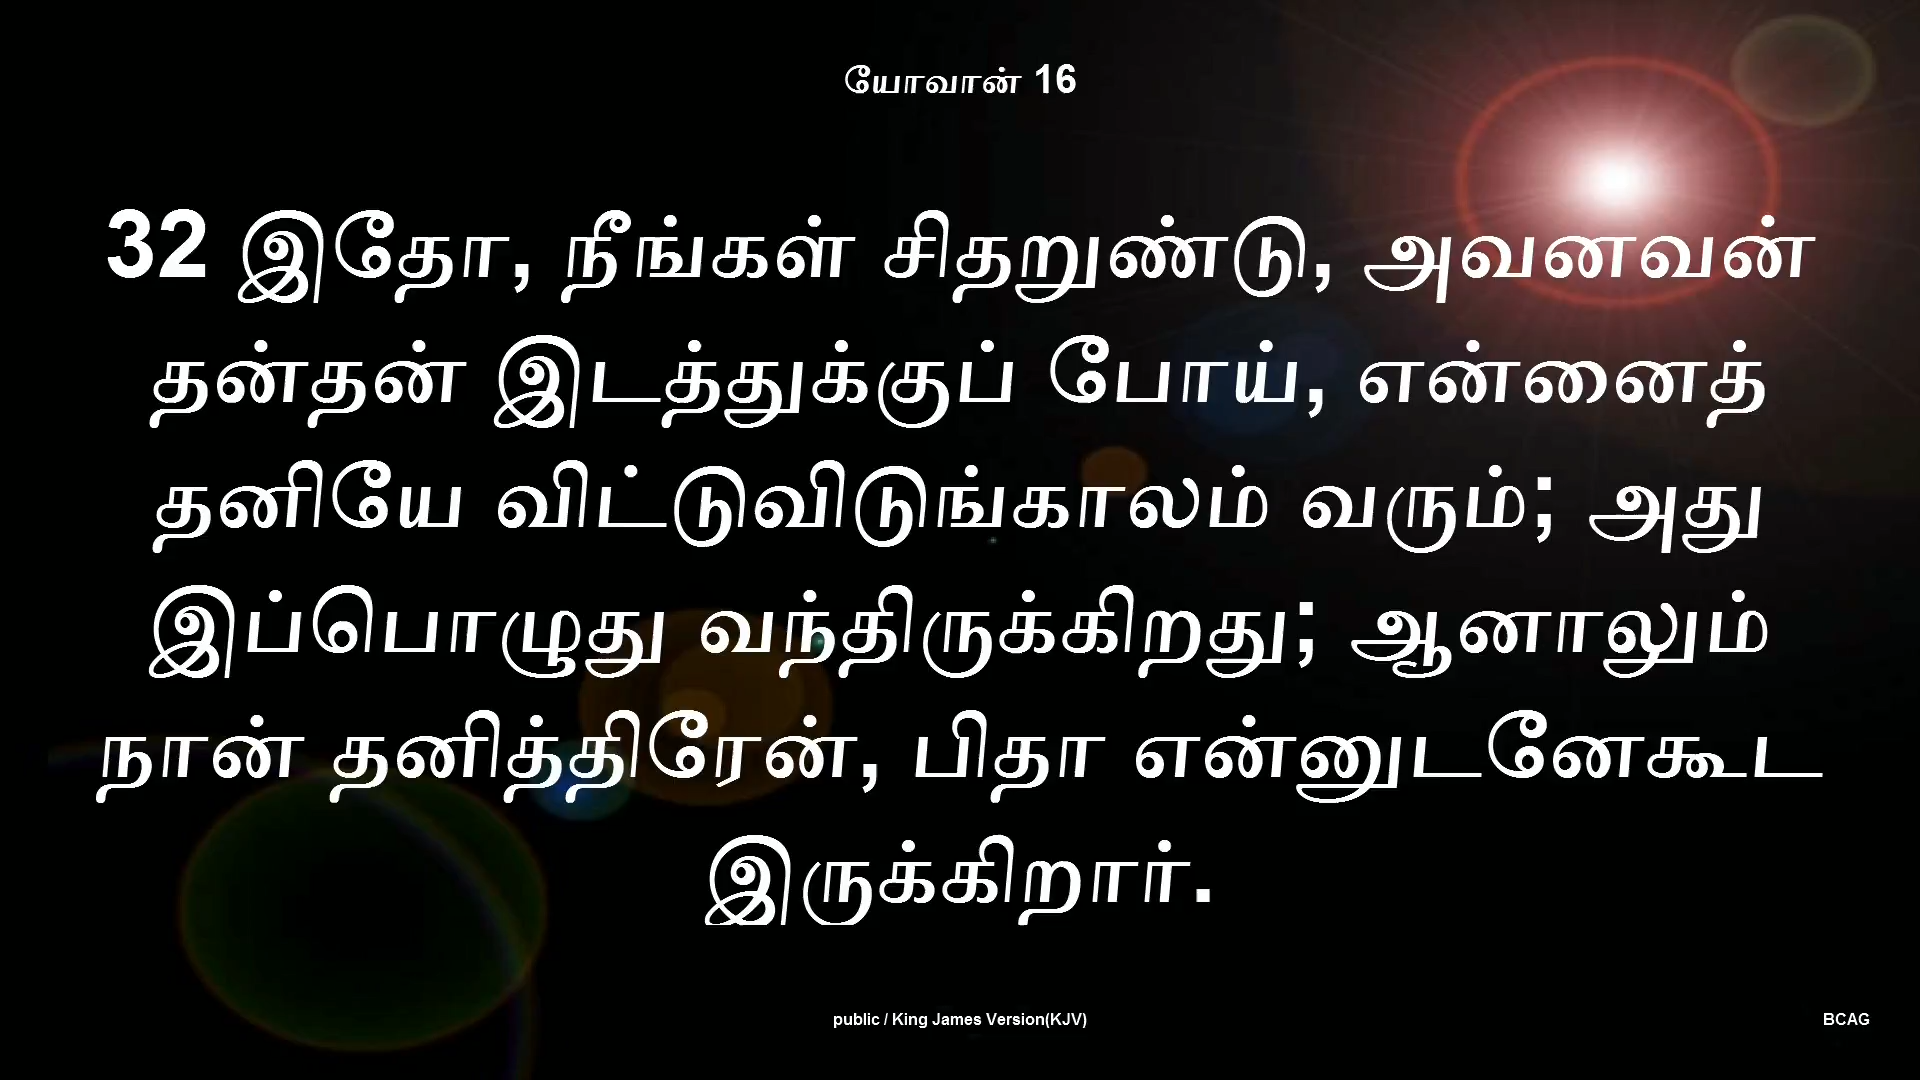 யோவான் 16
32 இதோ, நீங்கள் சிதறுண்டு, அவனவன்
தன்தன் இடத்துக்குப் போய், என்னைத்
தனியே விட்டுவிடுங்காலம் வரும்; அது
இப்பொழுது வந்திருக்கிறது; ஆனாலும்
நான் தனித்திரேன், பிதா என்னுடனேகூட
இருக்கிறார்.
public / King James Version(KJV)
BCAG